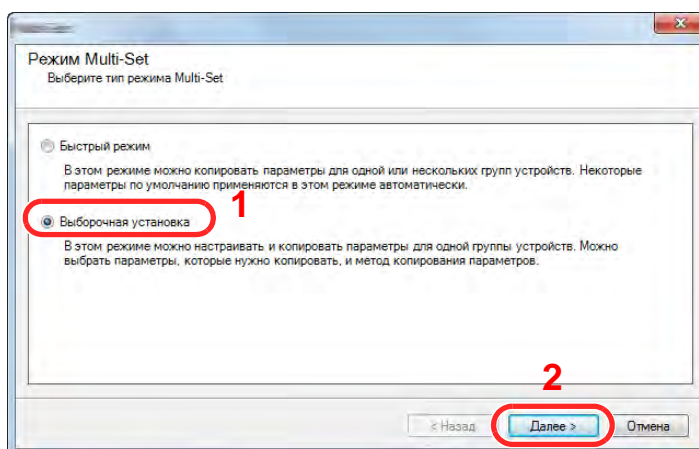 Режим Multi-Set
Выберите тип режима Multi-Set
Быстрый режим
В этом режиме можно копировать параметры для одной или нескольких групп устройств. Некоторые
параметры по умолчанию применяются в этом режиме автоматически.
1
Выборочная установка
В этом режиме можно настраивать и копировать параметры для одной группы устройств. Можно
выбрать параметры, которые нужно копировать, и метод копирования параметров.
2
< Назад Далее > Отмена